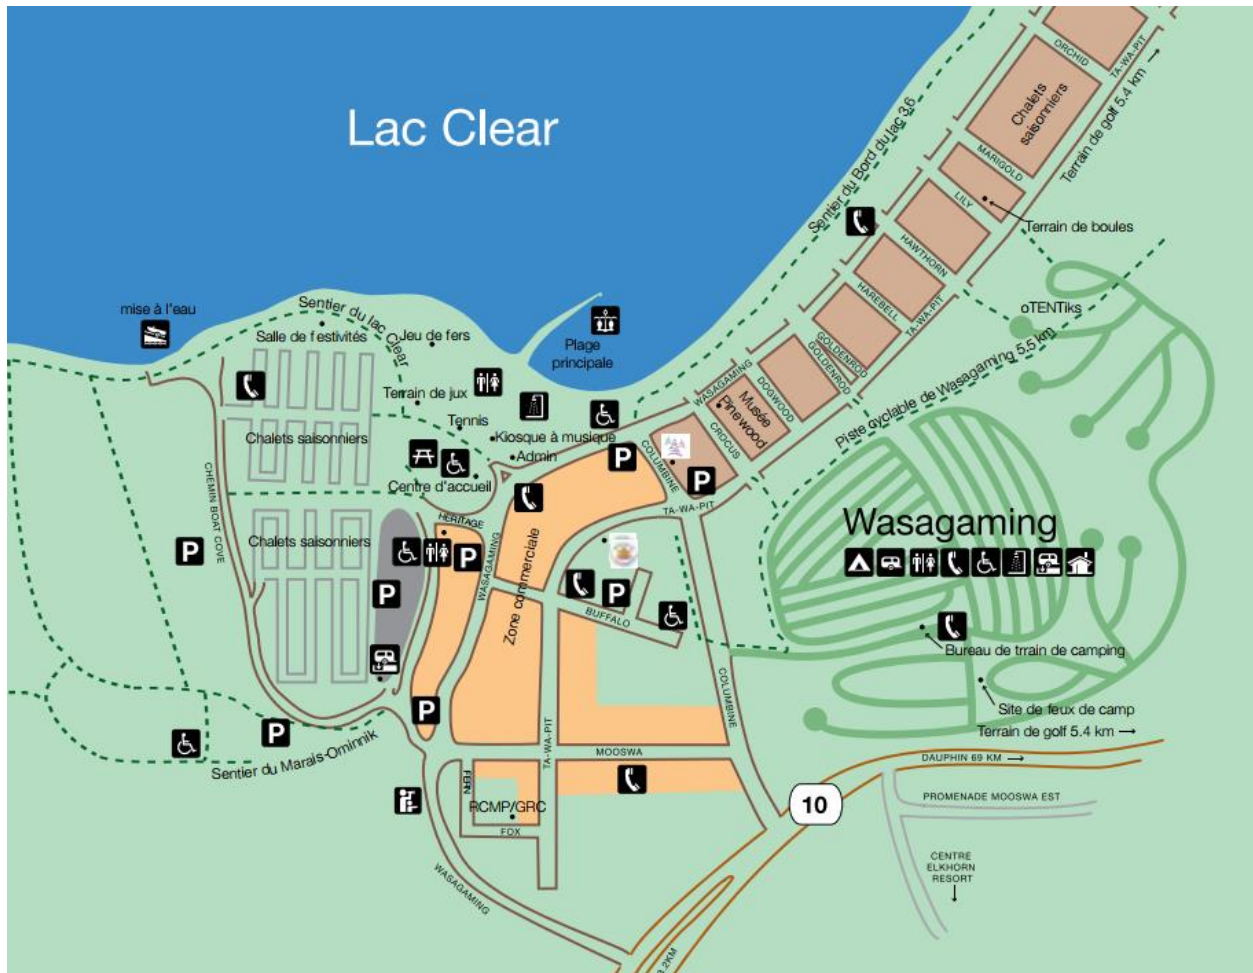 ORCHID
TA-WA-PIT
Terrain de golf 5.4 km
Chalets
saisonniers
Lac Clear
Sentier du Bord du lac 3.6
MARIGOLD
LILY
Terrain de boules
HAWTHORN
HAREBELL
TA-WA-PIT
GOLDENROD
GOLDENROD
oTENTiks
Piste cyclable de Wasagaming 5.5 km
mise à l'eau
Sentier du lac Clear
Salle de festivités
Jeu de fers
Plage
principale
Terrain de jux
Tennis
Kiosque à musique
Admin
Centre d'accueil
WASAGAMING
DOGWOOD
Musée
Pinewood
CROCUS
COLUMBINE
P
P
TA-WA-PIT
Chalets saisonniers
CHEMIN BOAT COVE
Chalets saisonniers
HERITAGE
P
P
P
WASAGAMING
Zone commerciale
P
BUFFALO
Wasagaming
Bureau de trrain de camping
Site de feux de camp
Terrain de golf 5.4 km
P
P
Sentier du Marais-Ominnik
COLUMBINE
TA-WA-PIT
MOOSWA
DAUPHIN 69 KM
FERN
RCMP/GRC
FOX
10
PROMENADE MOOSWA EST
WASAGAMING
CENTRE
ELKHORN
RESORT
2KM